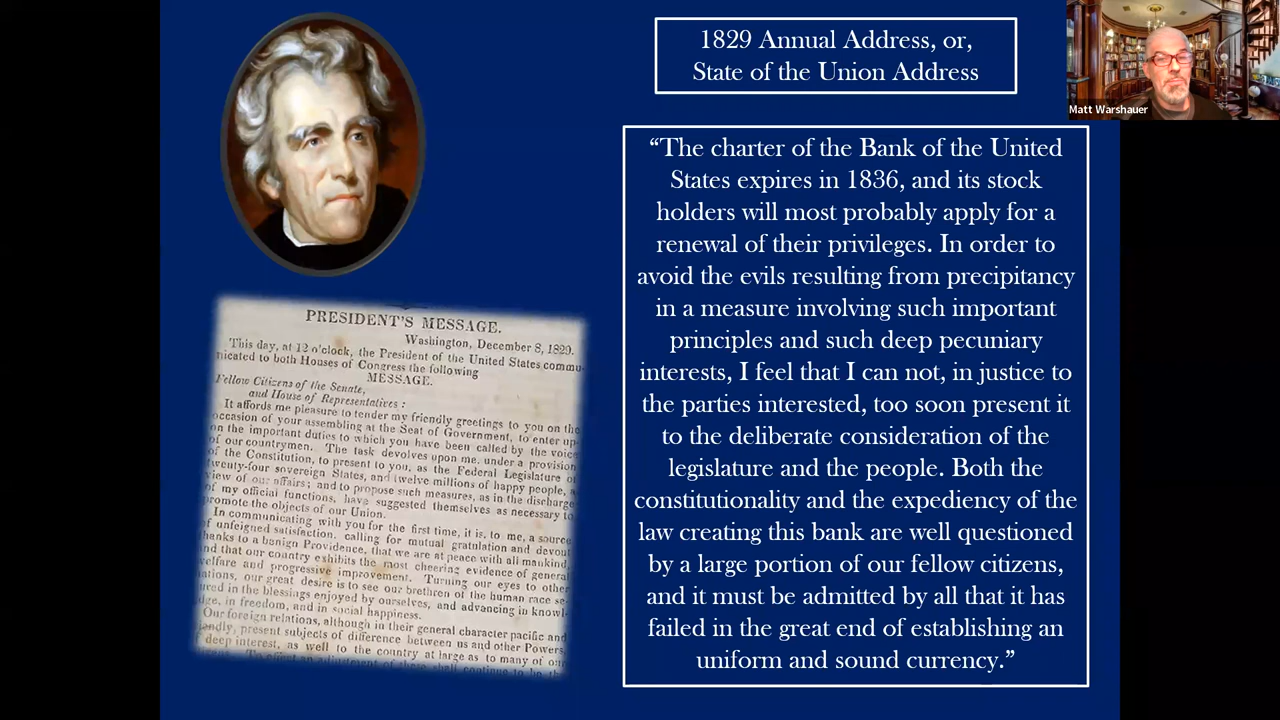 1829 Annual Address, or,
State of the Union Address
Matt Warshauer
“The charter of the Bank of the United
States expires in 1836, and its stock
holders will most probably apply for a
renewal of their privileges. In order to
avoid the evils resulting from precipitancy
in a measure involving such important
principles and such deep pecuniary
interests, I feel that I can not, in justice to
the parties interested, too soon present it
to the deliberate consideration of the
legislature and the people. Both the
constitutionality and the expediency of the
law creating this bank are well questioned
by a large portion of our fellow citizens,
and it must be admitted by all that it has
failed in the great end of establishing an
uniform and sound currency.”
PRESIDENT'S MESSAGE.
Washington, December 8, 1829.
This day, at 12 o'clock, the President of the United States commu-
nicated to both Houses of Congress the following
MESSAGE.
Fellow Citizens of the Senate,
and House of Representatives :
It affords me pleasure to tender my friendly greetings to you on the
occasion of your assembling at the Seat of Government, to enter up-
on the important duties to which you have been called by the voice
of our countrymen. The task devolves upon me, under a provision
of the Constitution, to present to you, as the Federal Legislature of
twenty-four sovereign States, and twelve millions of happy people, a
view of our affairs; and to propose such measures, as in the discharge
of my official functions, have suggested themselves as necessary to
promote the objects of our Union.
In communicating with you for the first time, it is, to me, a source
of unfeigned satisfaction, calling for mutual gratulation and devout
thanks to a benign Providence, that we are at peace with all mankind,
and that our country exhibits the most cheering evidence of general
welfare and progressive improvement. Turning our eyes to other
nations, our great desire is to see our brethren of the human race se-
cured in the blessings enjoyed by ourselves, and advancing in knowl-
edge, in freedom, and in social happiness.
Our foreign relations, although in their general character pacific and
friendly, present subjects of difference between us and other Powers,
of deep interest, as well to the country at large as to many of our